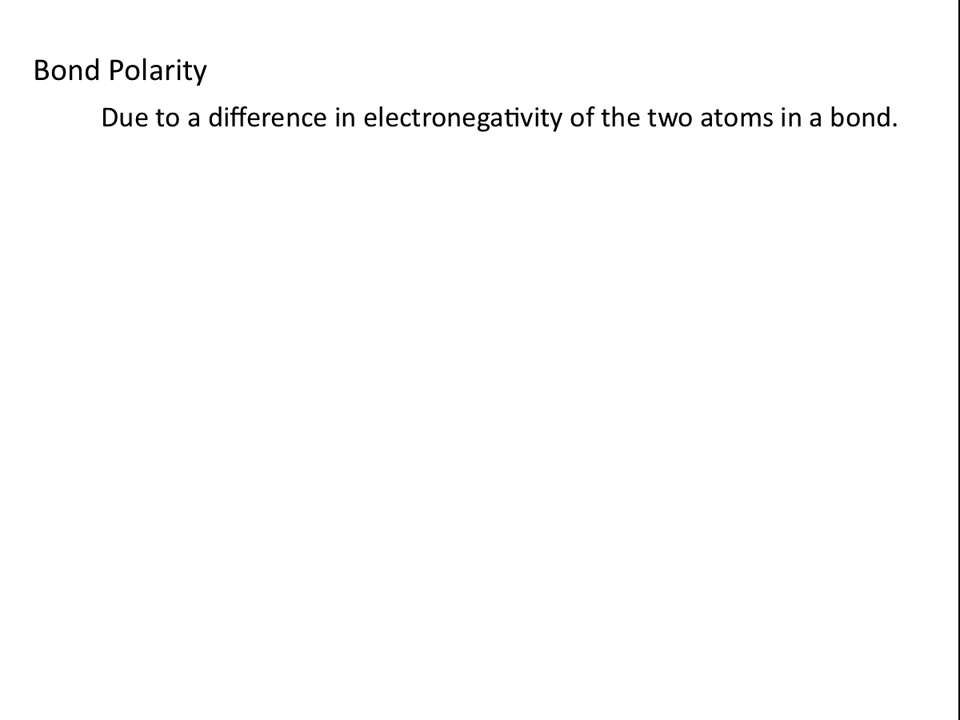 Bond Polarity
Due to a difference in electronegativity of the two atoms in a bond.